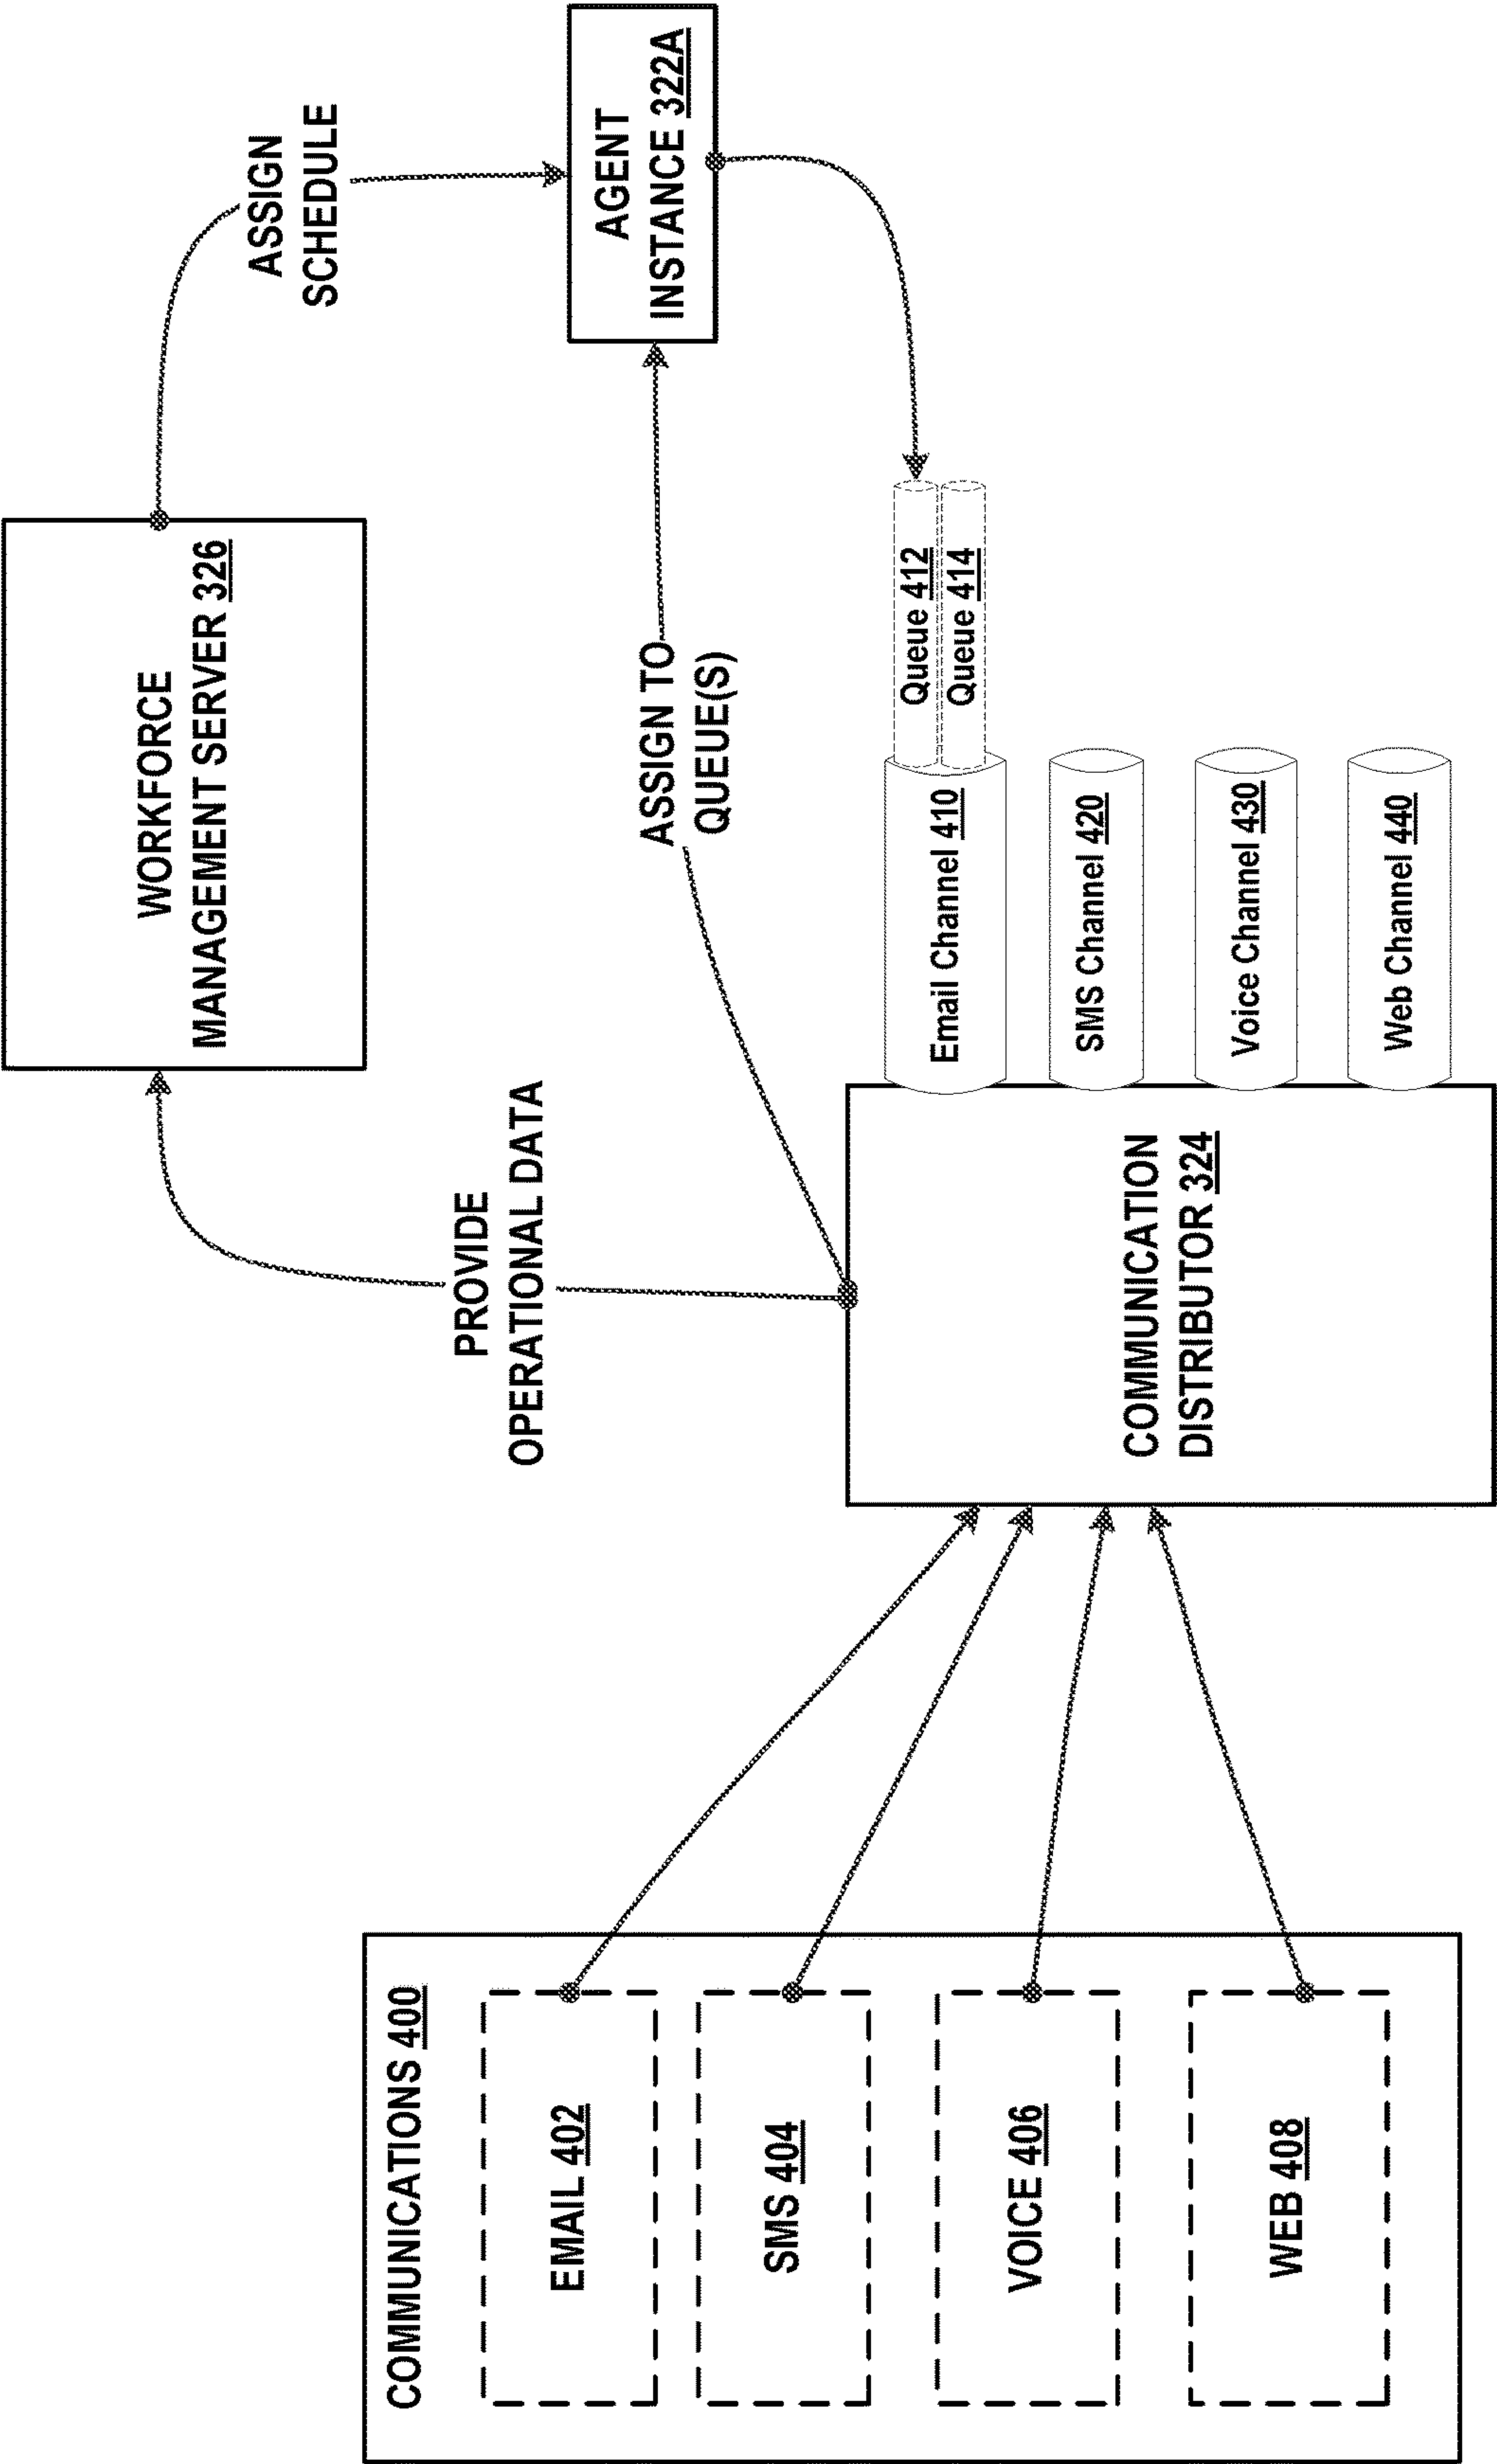 COMMUNICATIONS 400
EMAIL 402
SMS 404
VOICE 406
WEB 408
PROVIDE
OPERATIONAL DATA
WORKFORCE
MANAGEMENT SERVER 326
ASSIGN
SCHEDULE
ASSIGN TO
QUEUE(S)
AGENT
INSTANCE 322A
COMMUNICATION
DISTRIBUTOR 324
Email Channel 410
Queue 412
Queue 414
SMS Channel 420
Voice Channel 430
Web Channel 440